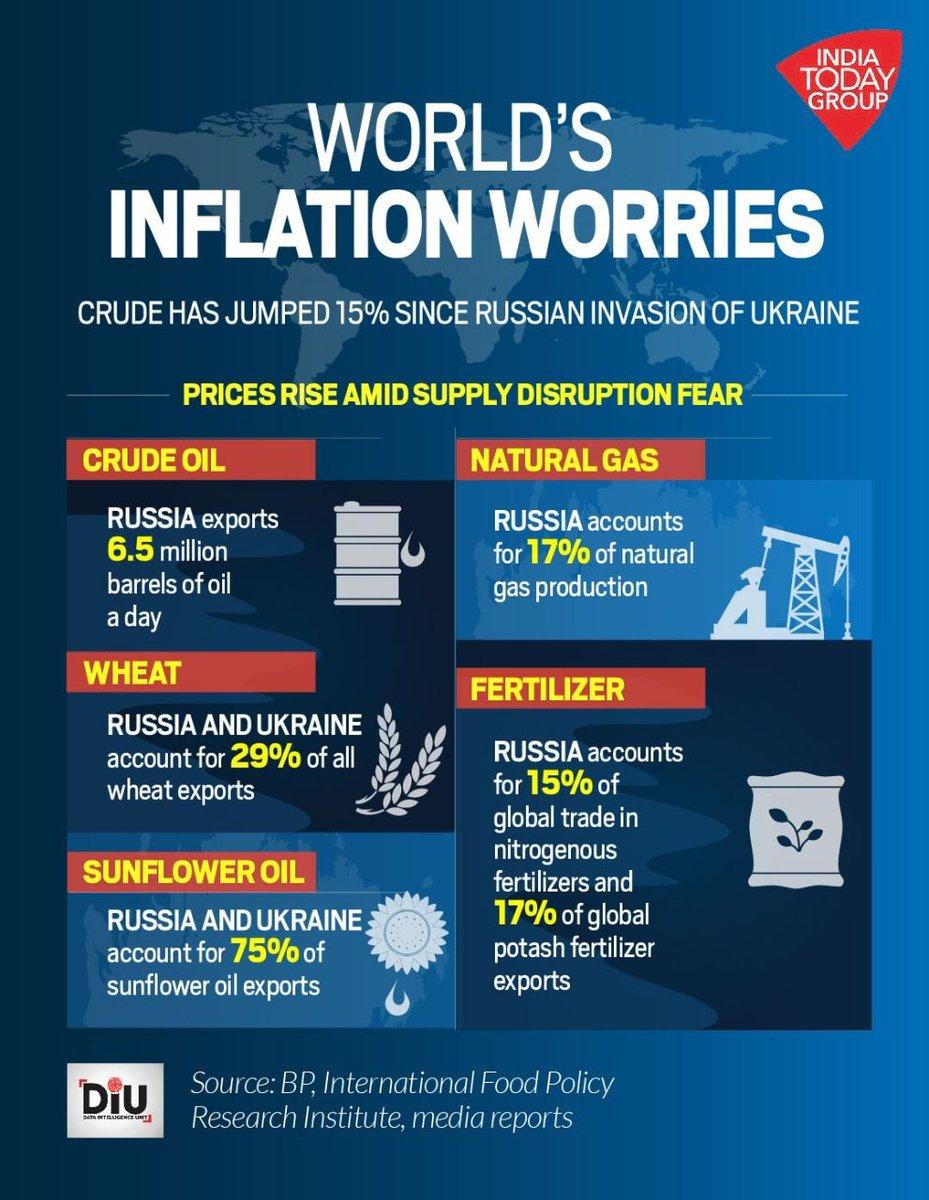 INDIA
TODAY
GROUP
WORLD'S
INFLATION WORRIES
CRUDE HAS JUMPED 15% SINCE RUSSIAN INVASION OF UKRAINE
PRICES RISE AMID SUPPLY DISRUPTION FEAR
CRUDE OIL
RUSSIA exports
6.5 million
barrels of oil
a day
WHEAT
RUSSIA AND UKRAINE
account for 29% of all
wheat exports
SUNFLOWER OIL
RUSSIA AND UKRAINE
account for 75% of
sunflower oil exports
NATURAL GAS
RUSSIA accounts
for 17% of natural
gas production
FERTILIZER
RUSSIA accounts
for 15% of
global trade in
nitrogenous
fertilizers and
17% of global
potash fertilizer
exports
DIU
DATA INTELLIGENCE UNIT
Source: BP, International Food Policy
Research Institute, media reports